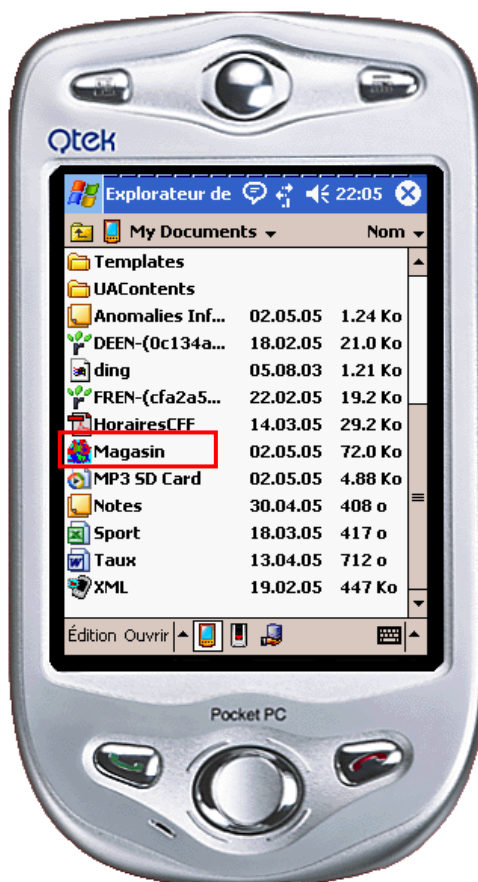 Qtek
Explorateur de 22:05
My Documents Nom
Templates
UAContents
Anomalies Inf... 02.05.05 1.24 Ko
DEEN-(0c134a... 18.02.05 21.0 Ko
ding 05.08.03 1.21 Ko
FREN-(cfa2a5... 22.02.05 19.2 Ko
HorairesCFF 14.03.05 29.2 Ko
Magasin 02.05.05 72.0 Ko
MP3 SD Card 02.05.05 4.88 Ko
Notes 30.04.05 408 o
Sport 18.03.05 417 o
Taux 13.04.05 712 o
XML 19.02.05 447 Ko
Édition Ouvrir
Pocket PC